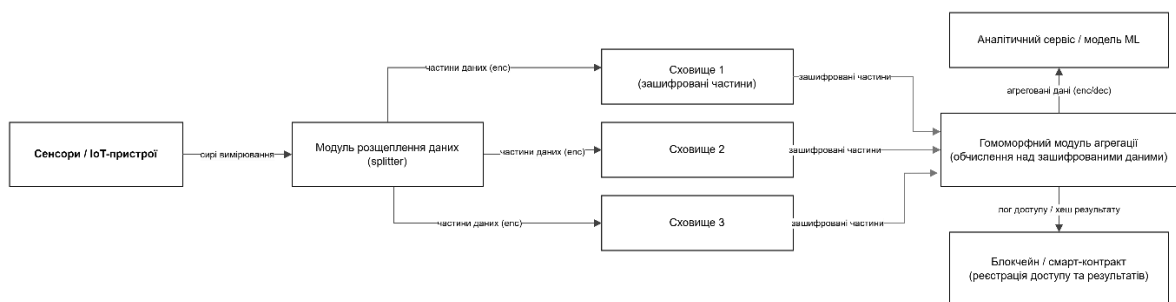 Сенсори / IoT-пристрої
сирі вимірювання
Модуль розщеплення даних
(splitter)
частини даних (enc)
частини даних (enc)
частини даних (enc)
Сховище 1
(зашифровані частини)
Сховище 2
Сховище 3
зашифровані частини
зашифровані частини
зашифровані частини
Аналітичний сервіс / модель ML
агреговані дані (enc/dec)
Гомоморфний модуль агрегації
(обчислення над зашифрованими даними)
лог доступу / хеш результату
Блокчейн / смарт-контракт
(реєстрація доступу та результатів)